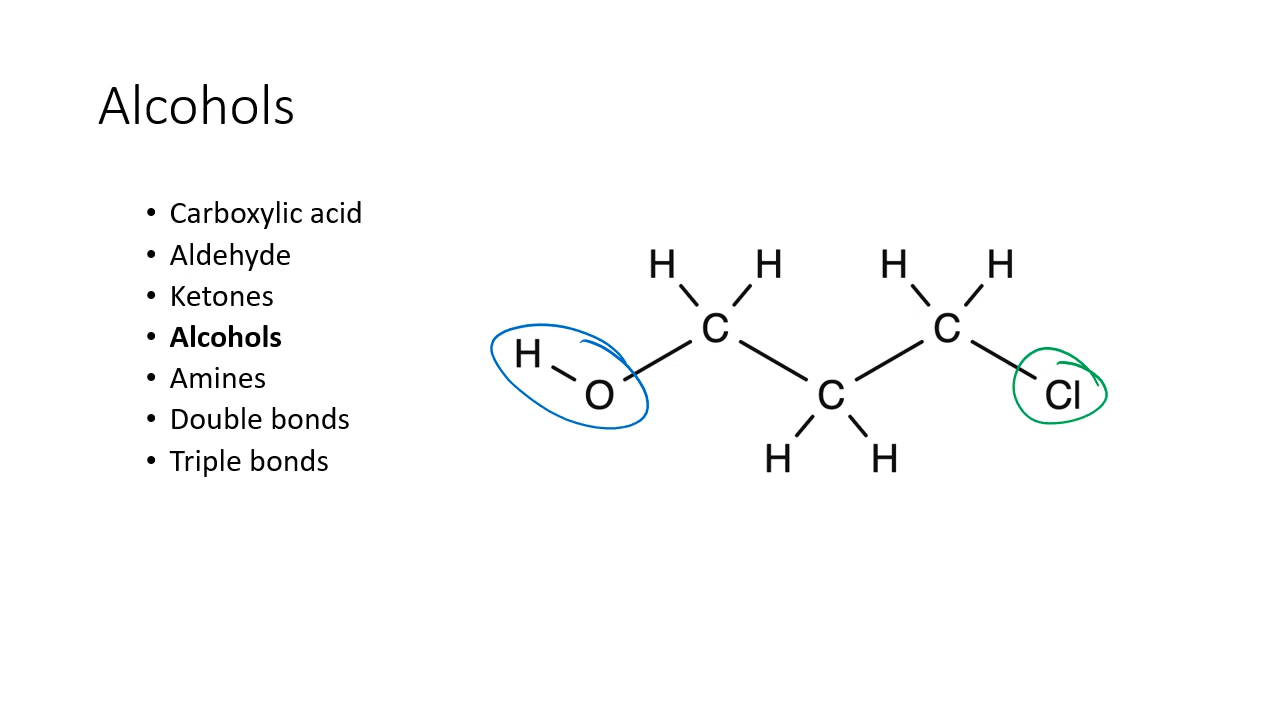 Alcohols
• Carboxylic acid
• Aldehyde
• Ketones
• Alcohols
• Amines
• Double bonds
• Triple bonds
H H H H
C C
H
O C Cl
H H